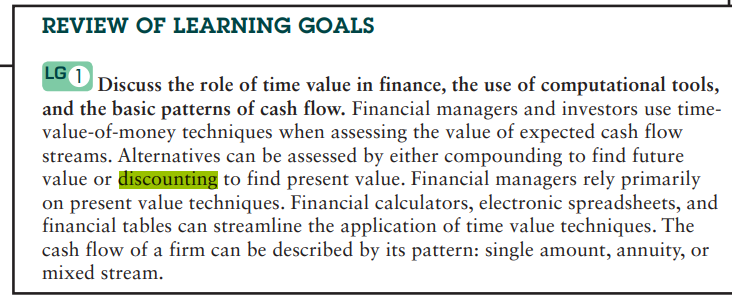 REVIEW OF LEARNING GOALS
LG 1 Discuss the role of time value in finance, the use of computational tools,
and the basic patterns of cash flow. Financial managers and investors use time-
value-of-money techniques when assessing the value of expected cash flow
streams. Alternatives can be assessed by either compounding to find future
value or discounting to find present value. Financial managers rely primarily
on present value techniques. Financial calculators, electronic spreadsheets, and
financial tables can streamline the application of time value techniques. The
cash flow of a firm can be described by its pattern: single amount, annuity, or
mixed stream.